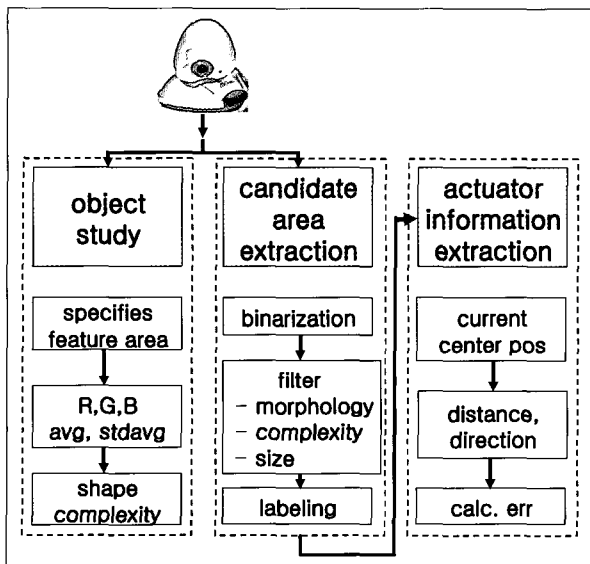 object
study
specifies
feature area
R,G,B
avg, stdavg
shape
complexity
candidate
area
extraction
binarization
filter
- morphology
- complexity
- size
labeling
actuator
information
extraction
current
center pos
distance,
direction
calc. err